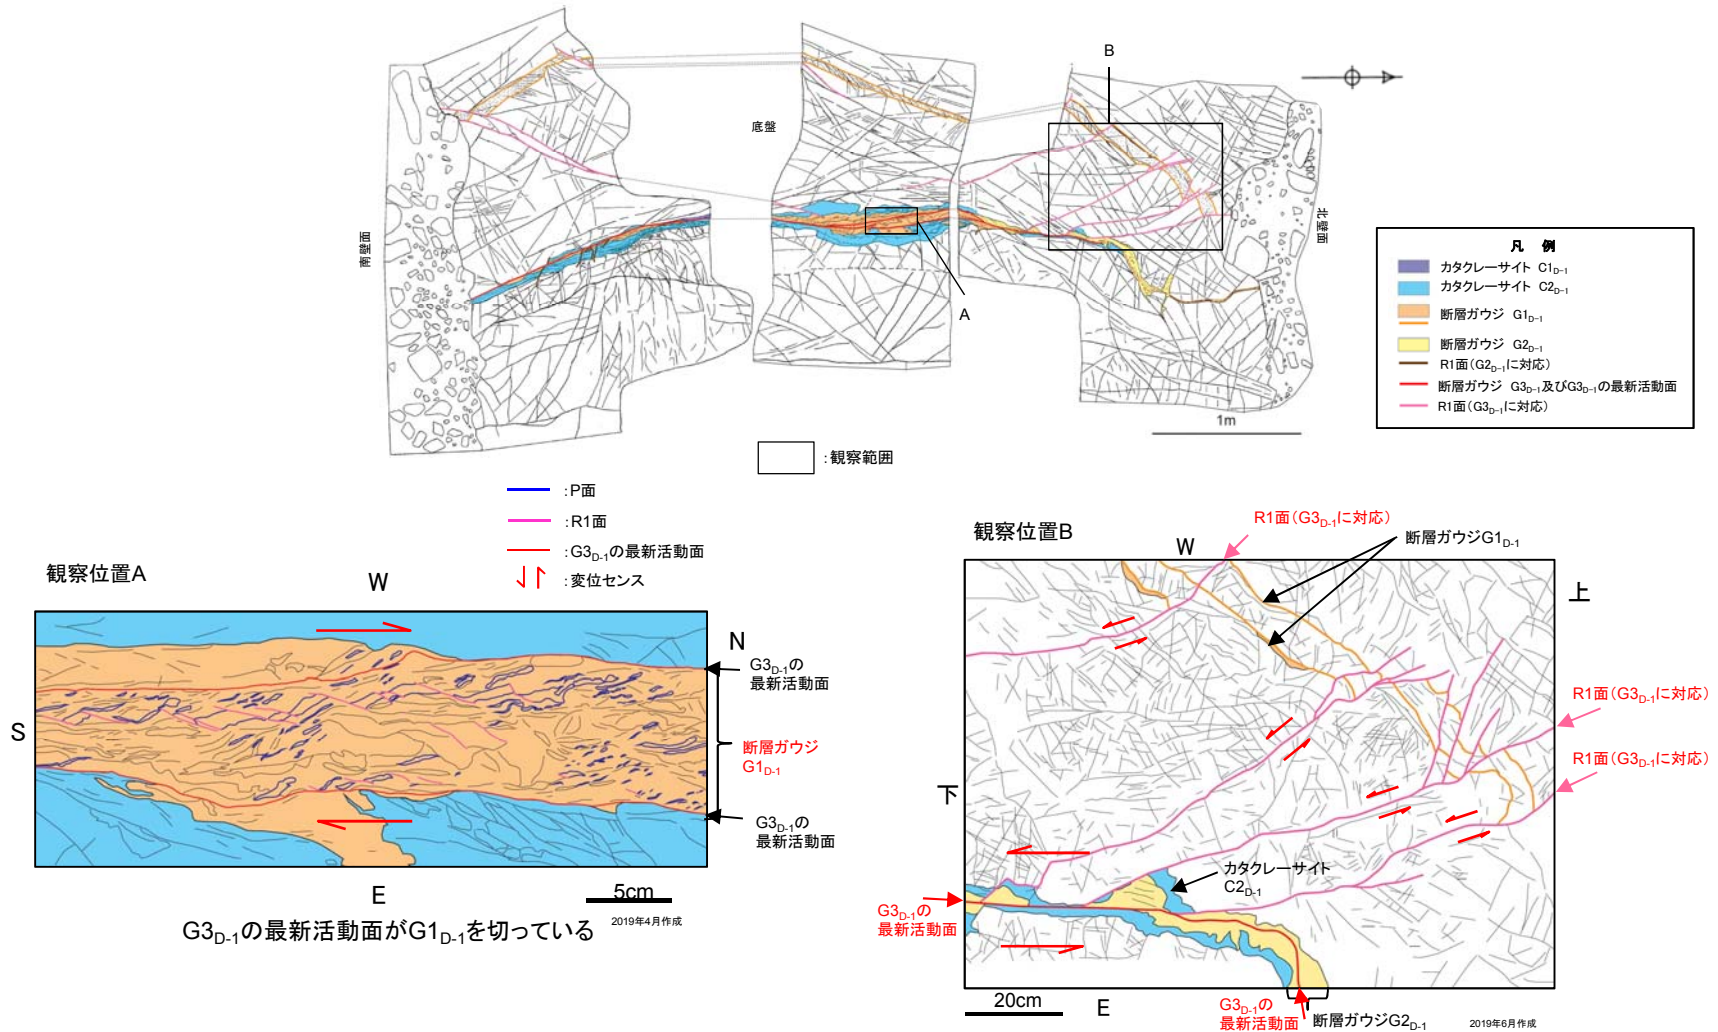 B
底盤
南壁面
北壁面
A
1m
凡 例
カタクレーサイト C1D-1
カタクレーサイト C2D-1
断層ガウジ G1D-1
断層ガウジ G2D-1
R1面(G2D-1に対応)
断層ガウジ G3D-1及びG3D-1の最新活動面
R1面(G3D-1に対応)
:観察範囲
:P面
:R1面
:G3D-1の最新活動面
:変位センス
観察位置A
W
N
S
E
G3D-1の
最新活動面
断層ガウジ
G1D-1
G3D-1の
最新活動面
5cm
2019年4月作成
G3D-1の最新活動面がG1D-1を切っている
観察位置B
R1面(G3D-1に対応)
W
断層ガウジG1D-1
上
R1面(G3D-1に対応)
R1面(G3D-1に対応)
下
カタクレーサイト
C2D-1
G3D-1の
最新活動面
20cm
E
G3D-1の
最新活動面
断層ガウジG2D-1
2019年6月作成